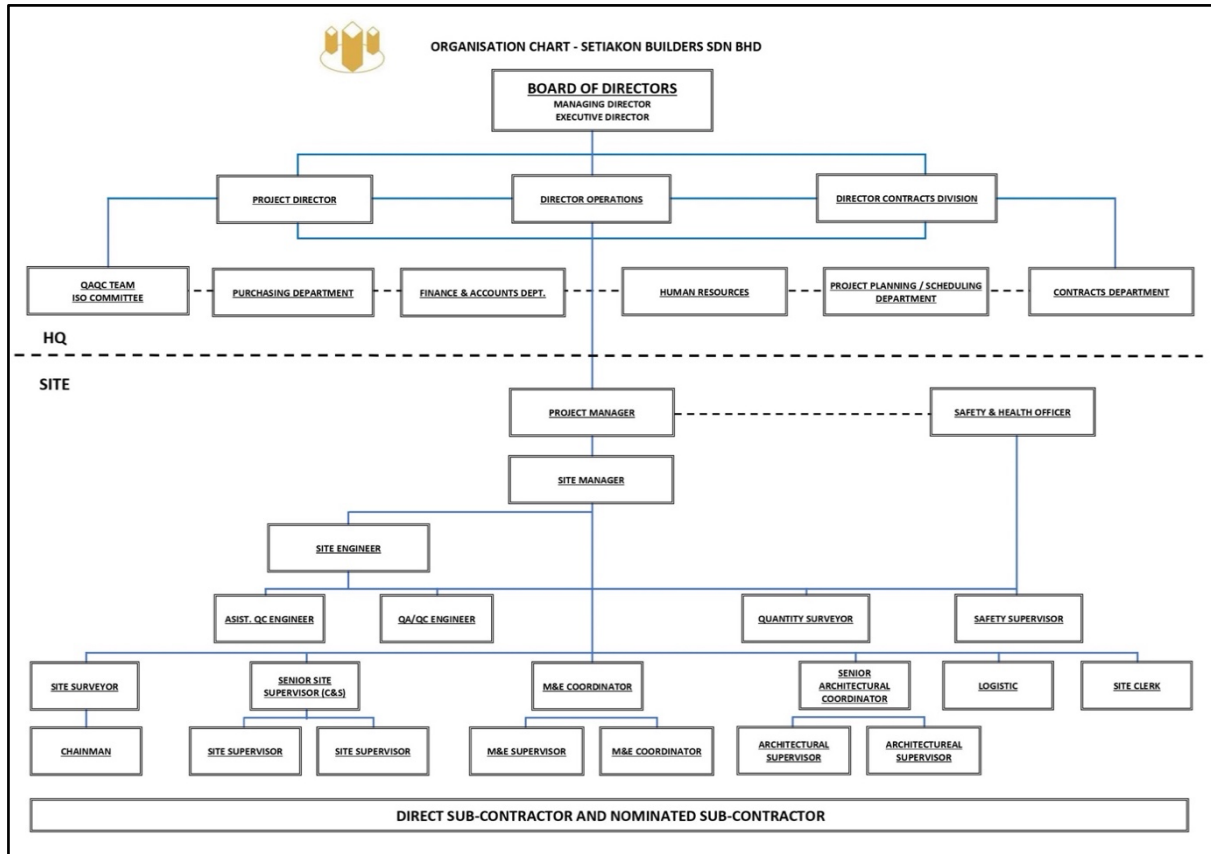 ORGANISATION CHART - SETIAKON BUILDERS SDN BHD
BOARD OF DIRECTORS
MANAGING DIRECTOR
EXECUTIVE DIRECTOR
PROJECT DIRECTOR
DIRECTOR OPERATIONS
DIRECTOR CONTRACTS DIVISION
QAQC TEAM
ISO COMMITTEE
PURCHASING DEPARTMENT
FINANCE & ACCOUNTS DEPT.
HUMAN RESOURCES
PROJECT PLANNING / SCHEDULING
DEPARTMENT
CONTRACTS DEPARTMENT
HQ
SITE
PROJECT MANAGER
SAFETY & HEALTH OFFICER
SITE MANAGER
SITE ENGINEER
ASIST. QC ENGINEER
QA/QC ENGINEER
QUANTITY SURVEYOR
SAFETY SUPERVISOR
SITE SURVEYOR
SENIOR SITE
SUPERVISOR (C&S)
M&E COORDINATOR
SENIOR
ARCHITECTURAL
COORDINATOR
LOGISTIC
SITE CLERK
CHAINMAN
SITE SUPERVISOR
SITE SUPERVISOR
M&E SUPERVISOR
M&E COORDINATOR
ARCHITECTURAL
SUPERVISOR
ARCHITECTUREAL
SUPERVISOR
DIRECT SUB-CONTRACTOR AND NOMINATED SUB-CONTRACTOR